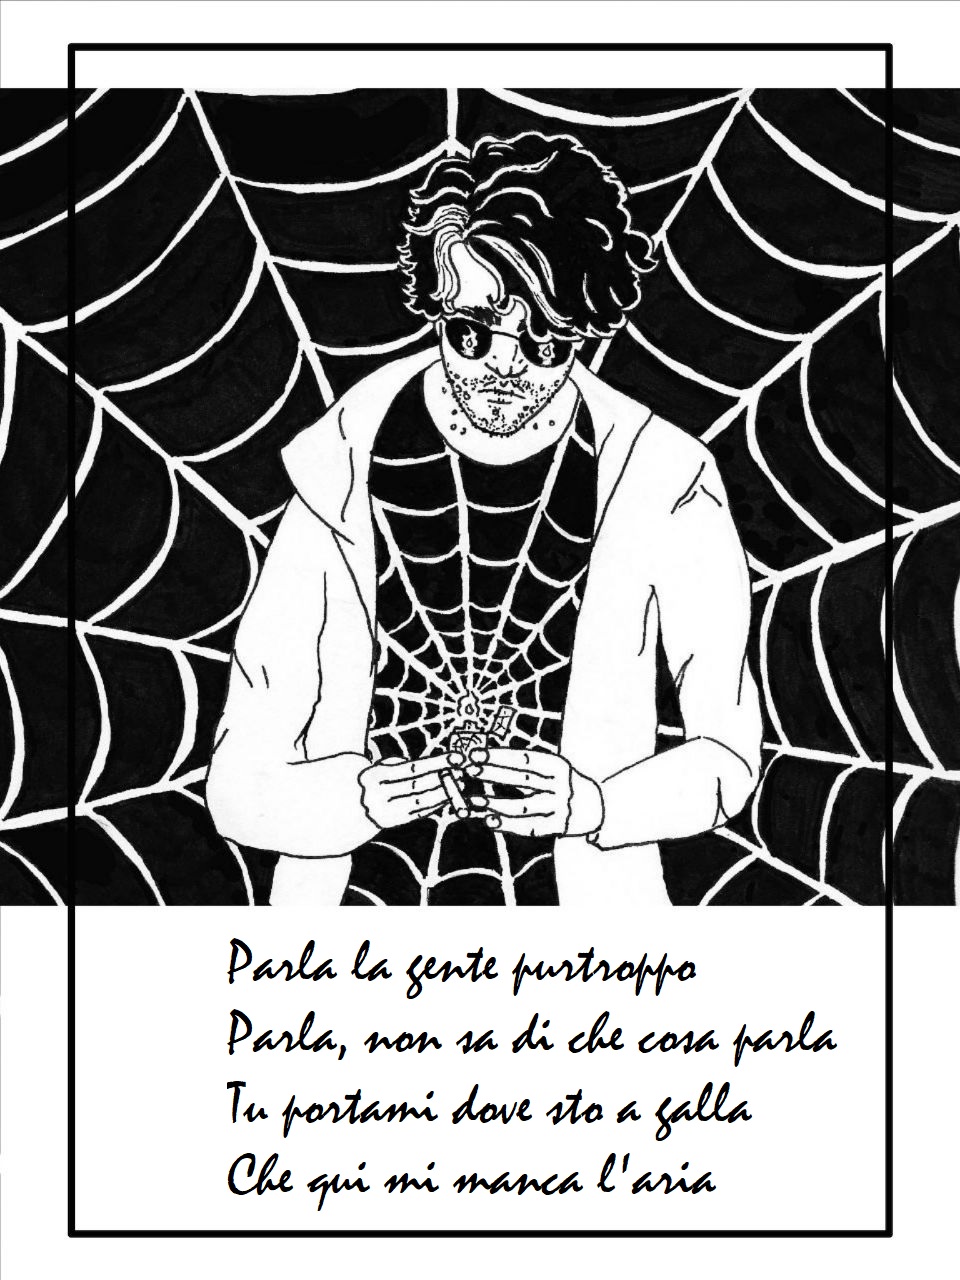 Parla la gente purtroppo
Parla, non sa di che cosa parla
Tu portami dove sto a galla
Che qui mi manca l'aria